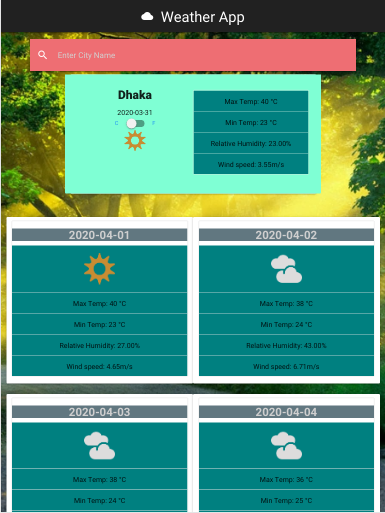 Weather App
Enter City Name
Dhaka
2020-03-31
C F
Max Temp: 40 °C
Min Temp: 23 °C
Relative Humidity: 23.00%
Wind speed: 3.55m/s
2020-04-01
Max Temp: 40 °C
Min Temp: 23 °C
Relative Humidity: 27.00%
Wind speed: 4.65m/s
2020-04-02
Max Temp: 38 °C
Min Temp: 24 °C
Relative Humidity: 43.00%
Wind speed: 6.71m/s
2020-04-03
Max Temp: 38 °C
Min Temp: 24 °C
2020-04-04
Max Temp: 36 °C
Min Temp: 25 °C